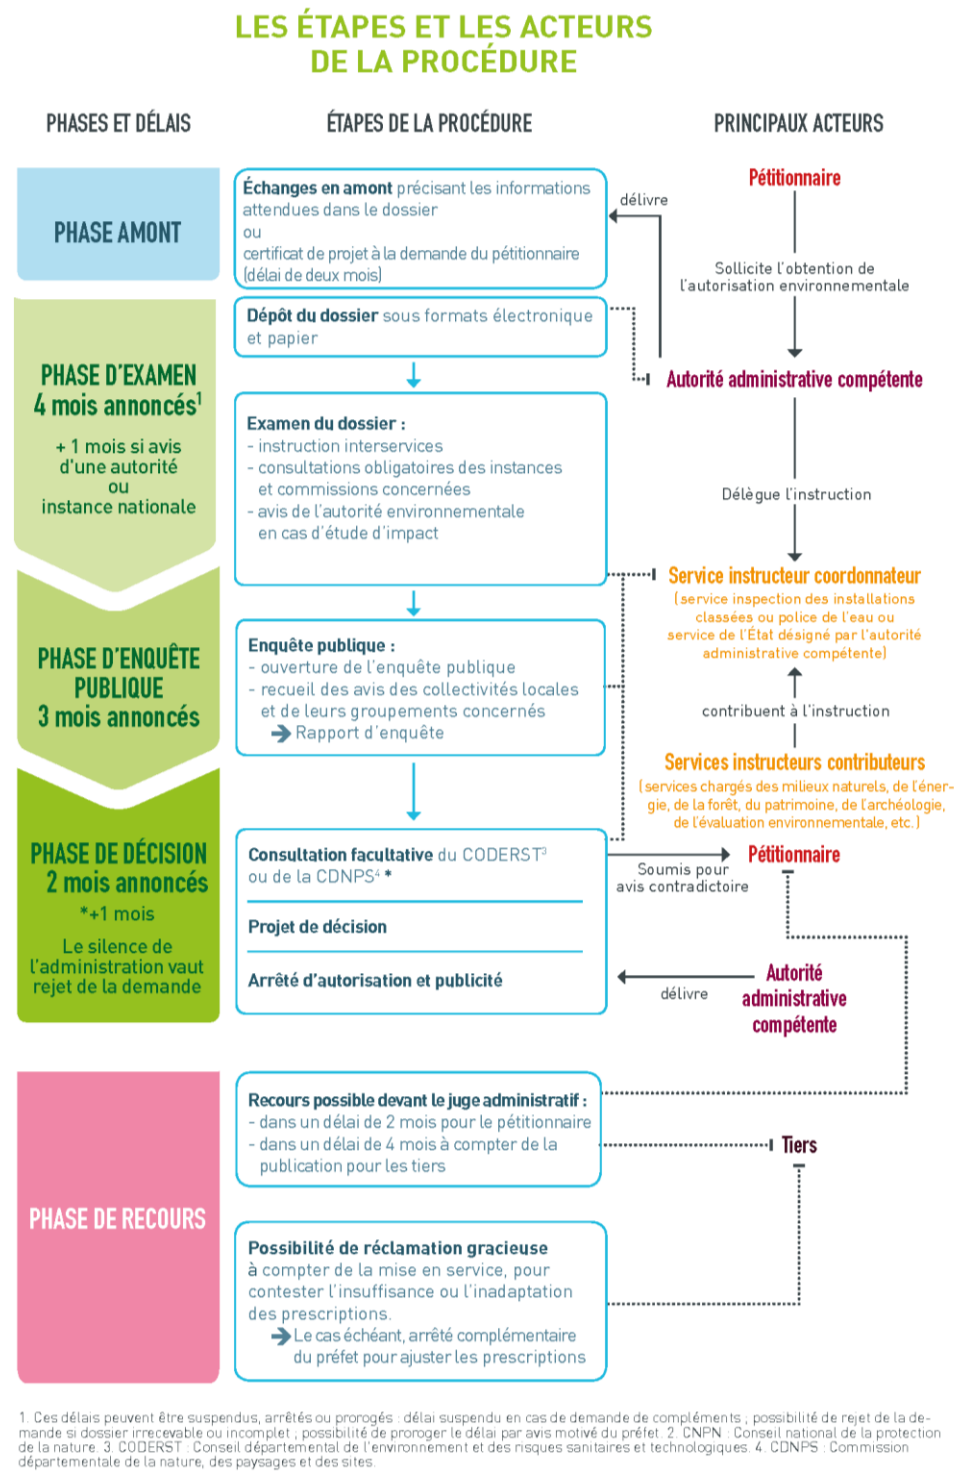 LES ÉTAPES ET LES ACTEURS
DE LA PROCÉDURE
PHASES ET DÉLAIS
ÉTAPES DE LA PROCÉDURE
PRINCIPAUX ACTEURS
PHASE AMONT
Échanges en amont précisant les informations
attendues dans le dossier
ou
certificat de projet à la demande du pétitionnaire
(délai de deux mois)
délivre
Pétitionnaire
Sollicite l'obtention de
l'autorisation environnementale
PHASE D'EXAMEN
4 mois annoncés1
+ 1 mois si avis
d'une autorité
ou
instance nationale
Dépôt du dossier sous formats électronique
et papier
Autorité administrative compétente
Examen du dossier :
- instruction interservices
- consultations obligatoires des instances
et commissions concernées
- avis de l'autorité environnementale
en cas d'étude d'impact
Délègue l'instruction
Service instructeur coordonnateur
(service inspection des installations
classées ou police de l'eau ou
service de l'État désigné par l'autorité
administrative compétente)
PHASE D'ENQUÊTE
PUBLIQUE
3 mois annoncés
Enquête publique :
- ouverture de l'enquête publique
- recueil des avis des collectivités locales
et de leurs groupements concernés
Rapport d'enquête
contribuent à l'instruction
Services instructeurs contributeurs
(services chargés des milieux naturels, de l'éner-
gie, de la forêt, du patrimoine, de l'archéologie,
de l'évaluation environnementale, etc.)
PHASE DE DÉCISION
2 mois annoncés
*+1 mois
Le silence de
l'administration vaut
rejet de la demande
Consultation facultative du CODERST3
ou de la CDNPS4 *
Projet de décision
Arrêté d'autorisation et publicité
Soumis pour
avis contradictoire
Pétitionnaire
délivre
Autorité
administrative
compétente
PHASE DE RECOURS
Recours possible devant le juge administratif :
- dans un délai de 2 mois pour le pétitionnaire
- dans un délai de 4 mois à compter de la
publication pour les tiers
Tiers
Possibilité de réclamation gracieuse
à compter de la mise en service, pour
contester l'insuffisance ou l'inadaptation
des prescriptions.
Le cas échéant, arrêté complémentaire
du préfet pour ajuster les prescriptions
1. Ces délais peuvent être suspendus, arrêtés ou prorogés : délai suspendu en cas de demande de compléments ; possibilité de rejet de la de-
mande si dossier irrecevable ou incomplet ; possibilité de proroger le délai par avis motivé du préfet. 2. CNPN : Conseil national de la protection
de la nature. 3. CODERST : Conseil départemental de l'environnement et des risques sanitaires et technologiques. 4. CDNPS : Commission
départementale de la nature, des paysages et des sites.